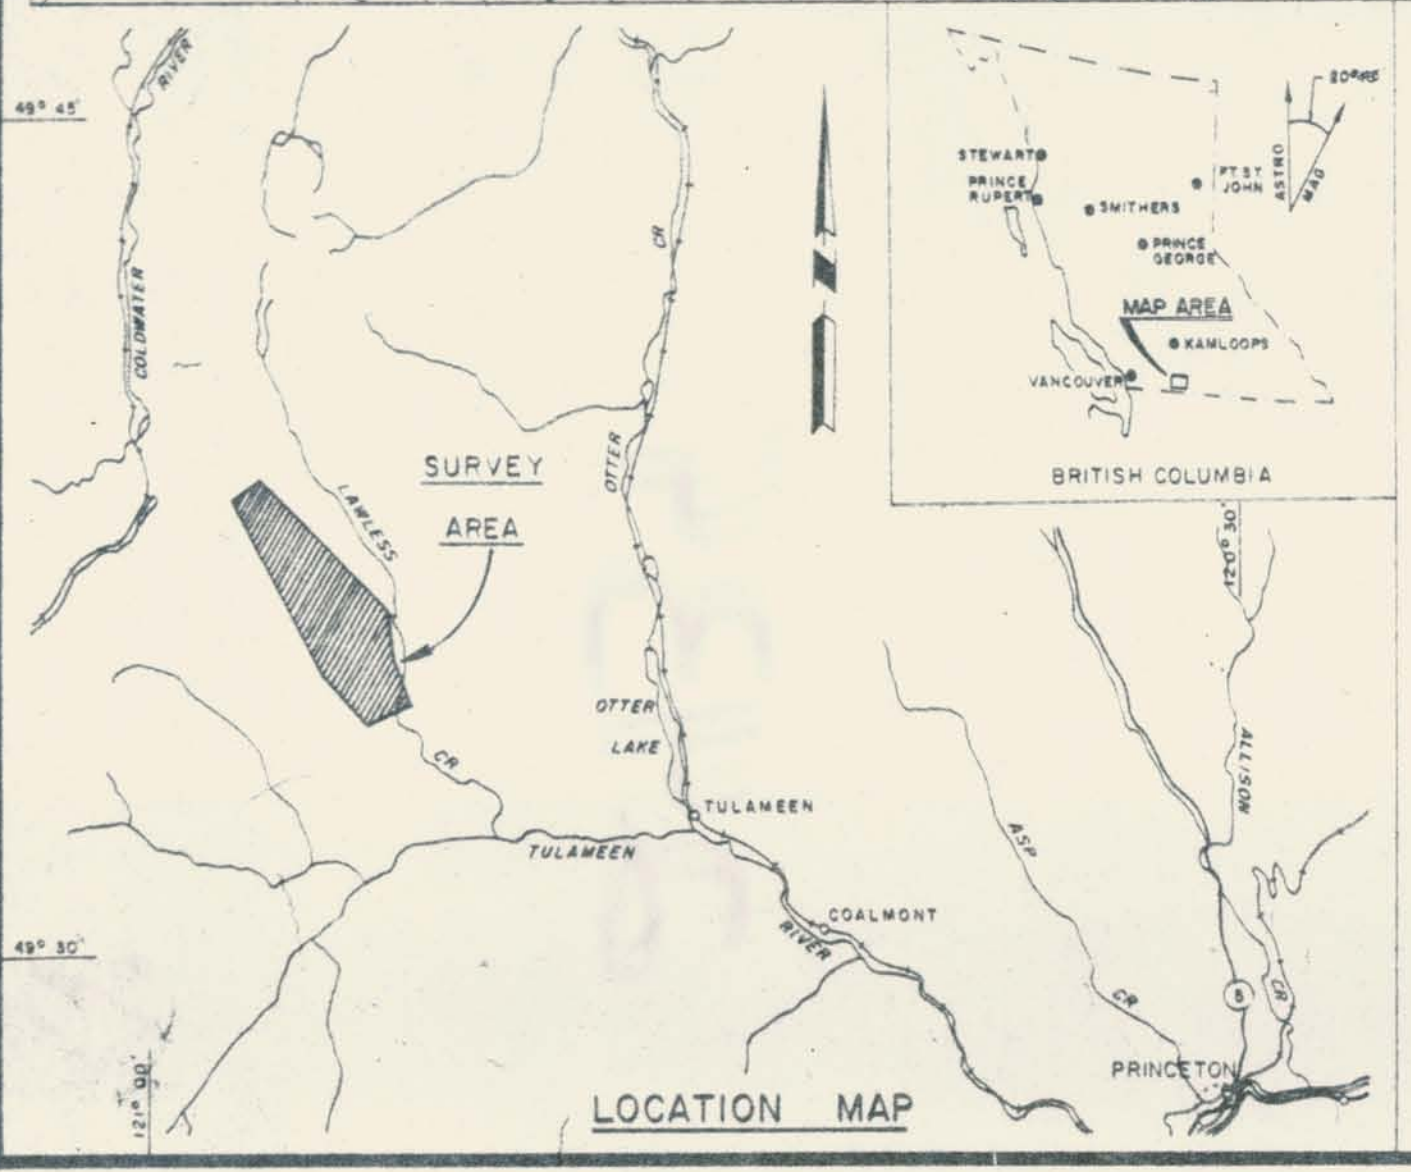 49° 45'
RIVER
COLDWATER
CR
OTTER
SURVEY
AREA
LAWLESS
CR
OTTER
LAKE
TULAMEEN
TULAMEEN
COALMONT
RIVER
49° 30'
121° 00'
LOCATION MAP
STEWART
PRINCE
RUPERT
SMITHERS
FT. ST.
JOHN
ASTRO
MAG
PRINCE
GEORGE
MAP AREA
KAMLOOPS
VANCOUVER
BRITISH COLUMBIA
120° 30'
ALLISON
ASP
CR
CR
PRINCETON